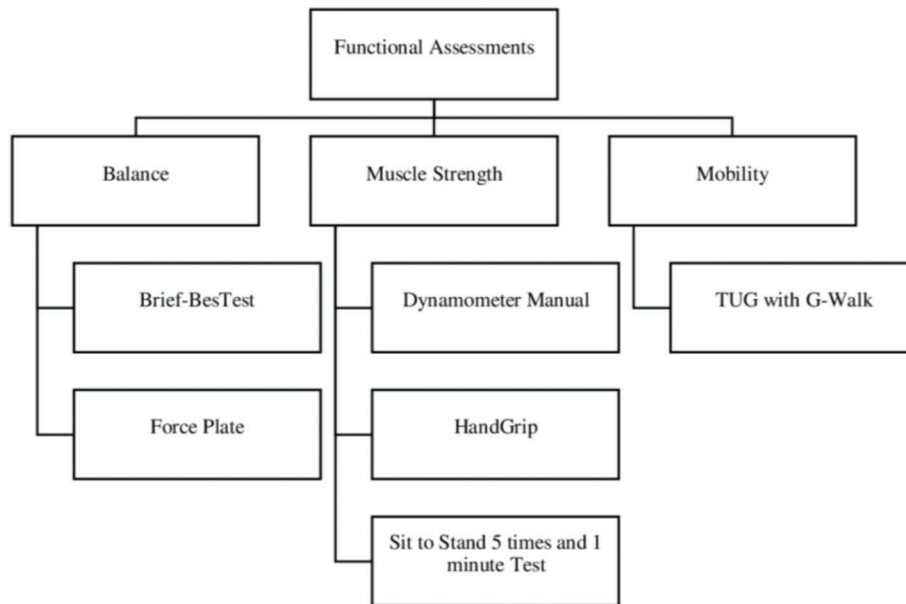 Functional Assessments
Balance
Muscle Strength
Mobility
Brief-BesTest
Dynamometer Manual
TUG with G-Walk
Force Plate
HandGrip
Sit to Stand 5 times and 1
minute Test